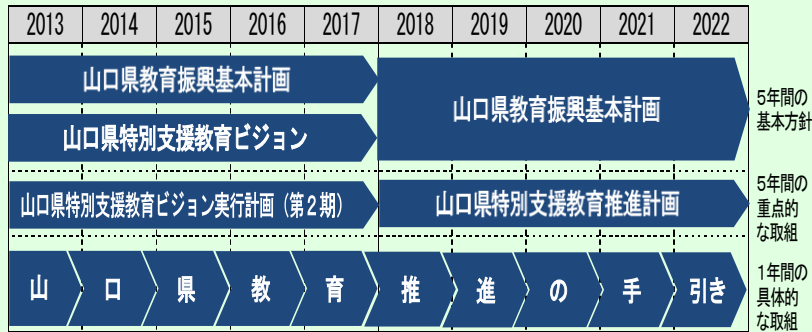 2013 2014 2015 2016 2017 2018 2019 2020 2021 2022
山口県教育振興基本計画
山口県特別支援教育ビジョン
山口県教育振興基本計画
5年間の
基本方針
山口県特別支援教育ビジョン実行計画（第２期）
山口県特別支援教育推進計画
5年間の
重点的
な取組
山 口 県 教 育 推 進 の 手 引き
1年間の
具体的
な取組